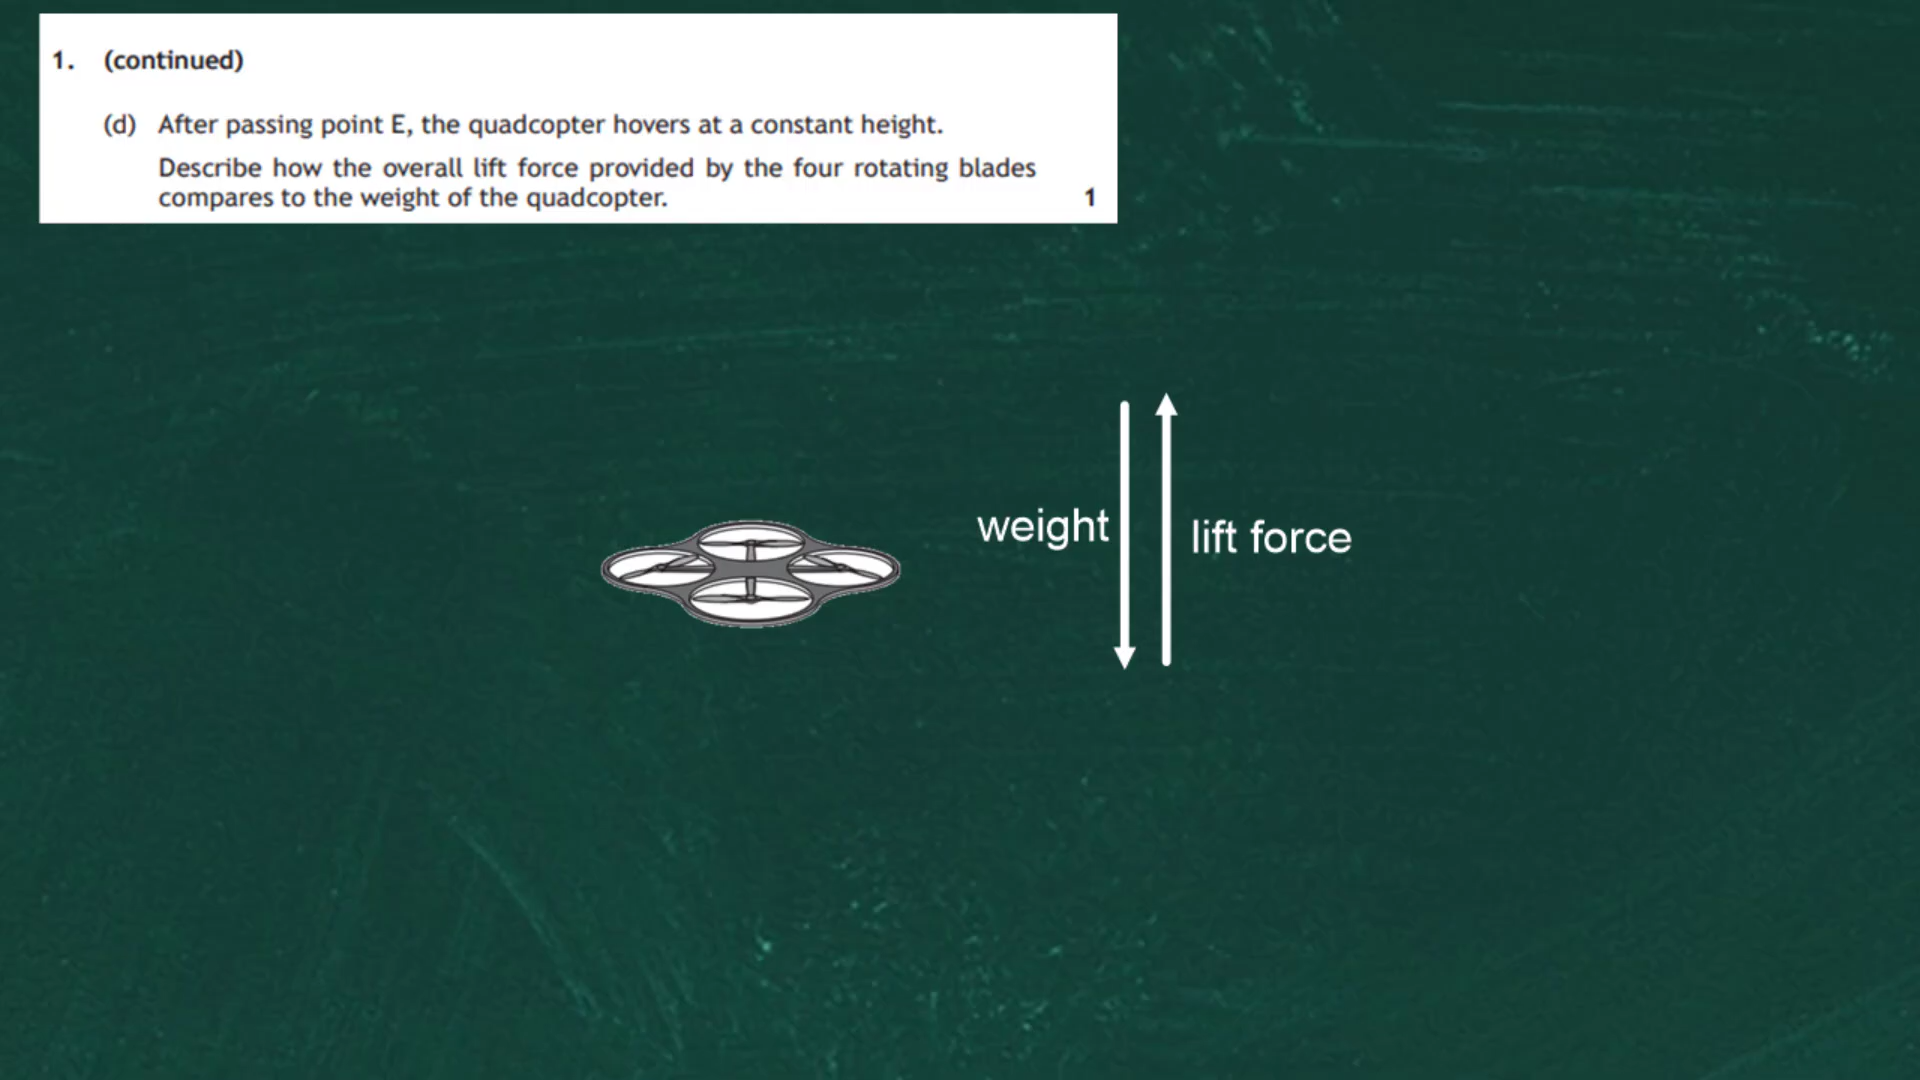 1. (continued)
(d) After passing point E, the quadcopter hovers at a constant height.
Describe how the overall lift force provided by the four rotating blades
compares to the weight of the quadcopter. 1
weight
lift force